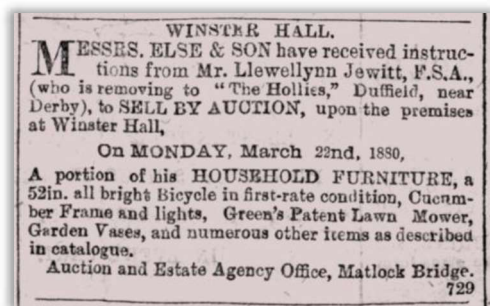 WINSTER HALL.
MESSES. ELSE & SON have received instruc-
tions from Mr. Llewellynn Jewitt, F.S.A.,
(who is removing to "The Hollies," Duffield, near
Derby), to SELL BY AUCTION, upon the premises
at Winster Hall,
On MONDAY, March 22nd, 1880,
A portion of his HOUSEHOLD FURNITURE, a
52in. all bright Bicycle in first-rate condition, Cucum-
ber Frame and lights, Green's Patent Lawn Mower,
Garden Vases, and numerous other items as described
in catalogue.
Auction and Estate Agency Office, Matlock Bridge.
729